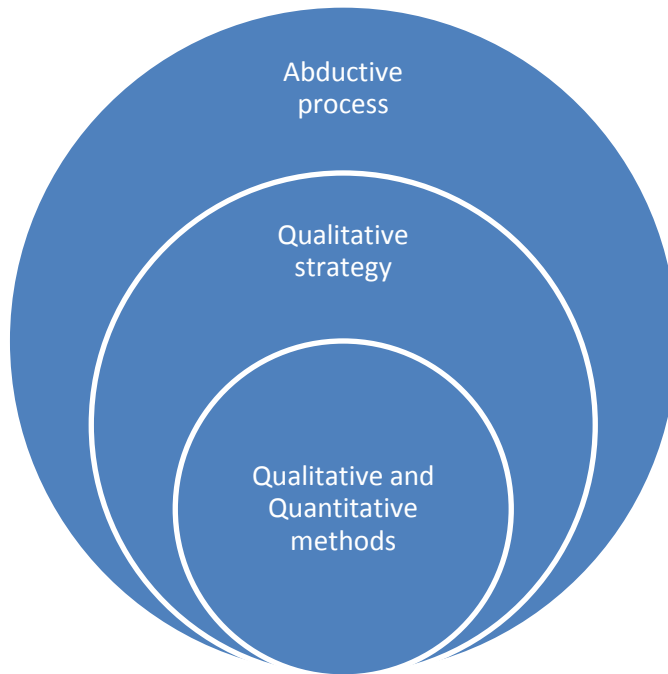 Abductive
process
Qualitative
strategy
Qualitative and
Quantitative
methods